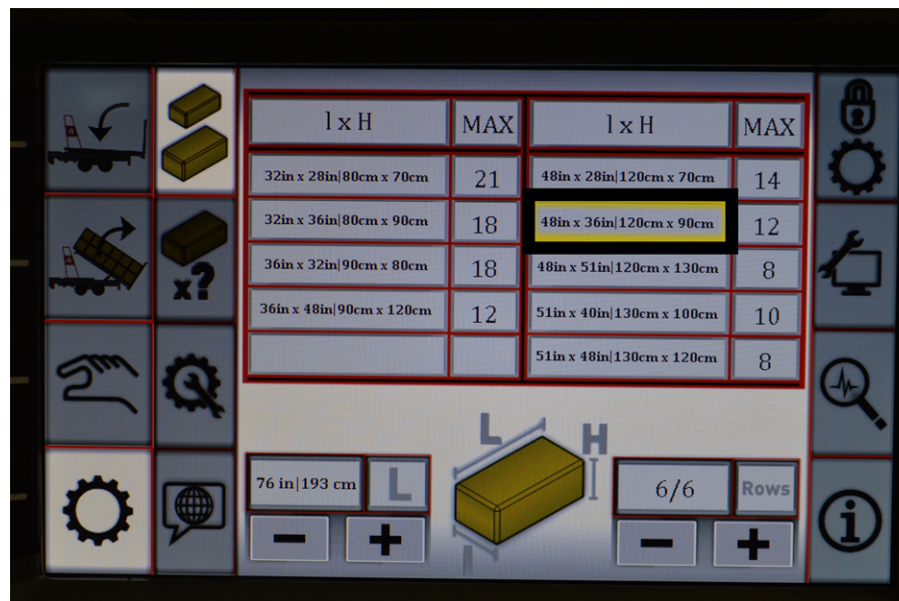 l x H MAX l x H MAX
32in x 28in|80cm x 70cm 21 48in x 28in|120cm x 70cm 14
32in x 36in|80cm x 90cm 18 48in x 36in|120cm x 90cm 12
36in x 32in|90cm x 80cm 18 48in x 51in|120cm x 130cm 8
36in x 48in|90cm x 120cm 12 51in x 40in|130cm x 100cm 10
51in x 48in|130cm x 120cm 8
x?
L H
76 in|193 cm L 6/6 Rows
- + - +
l
i